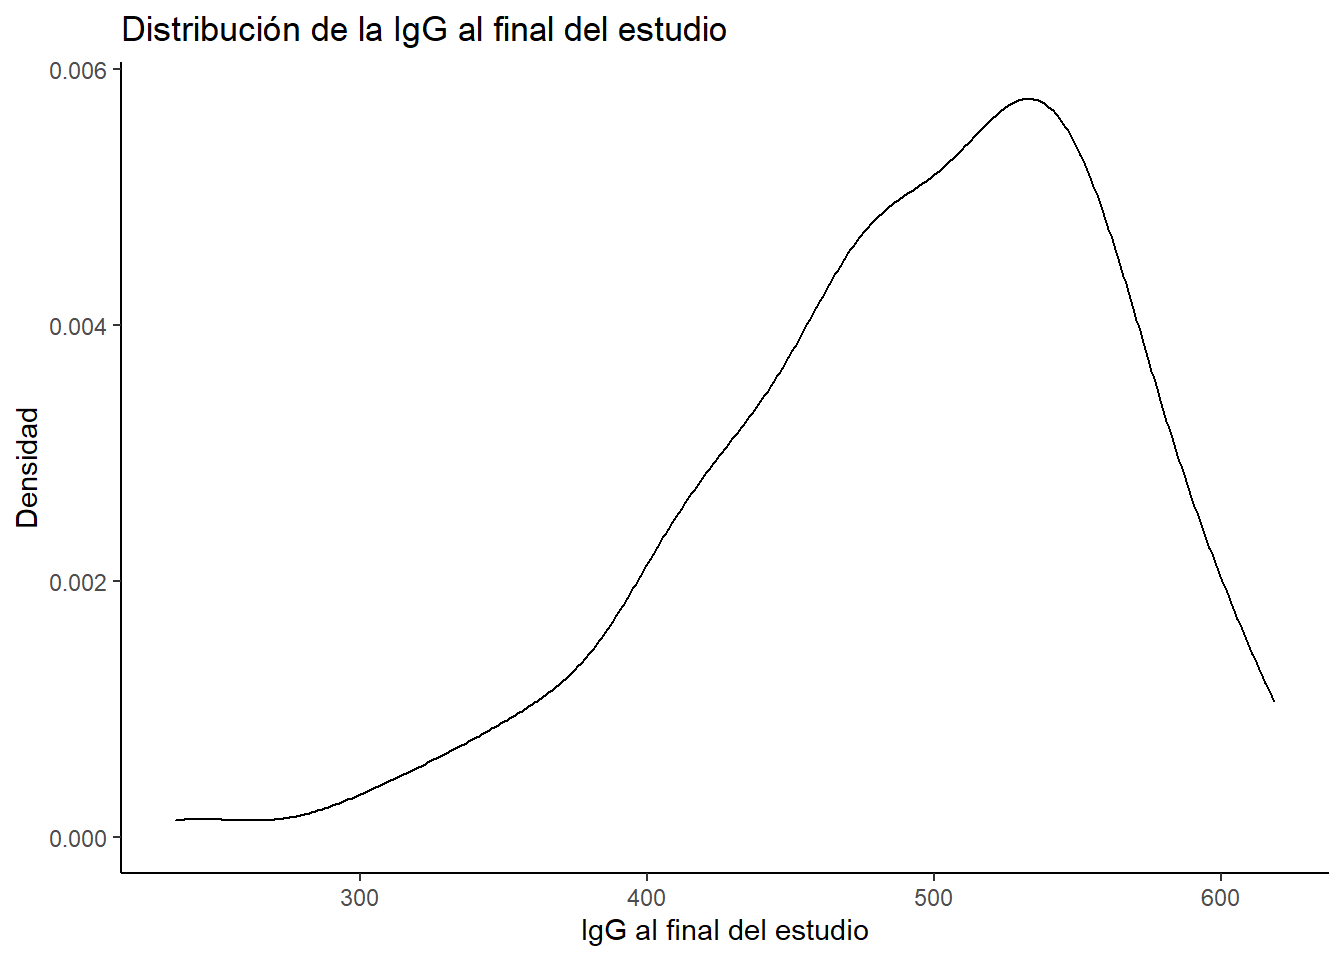 Distribución de la IgG al final del estudio
0.006
0.004
0.002
0.000
Densidad
300 400 500 600
IgG al final del estudio